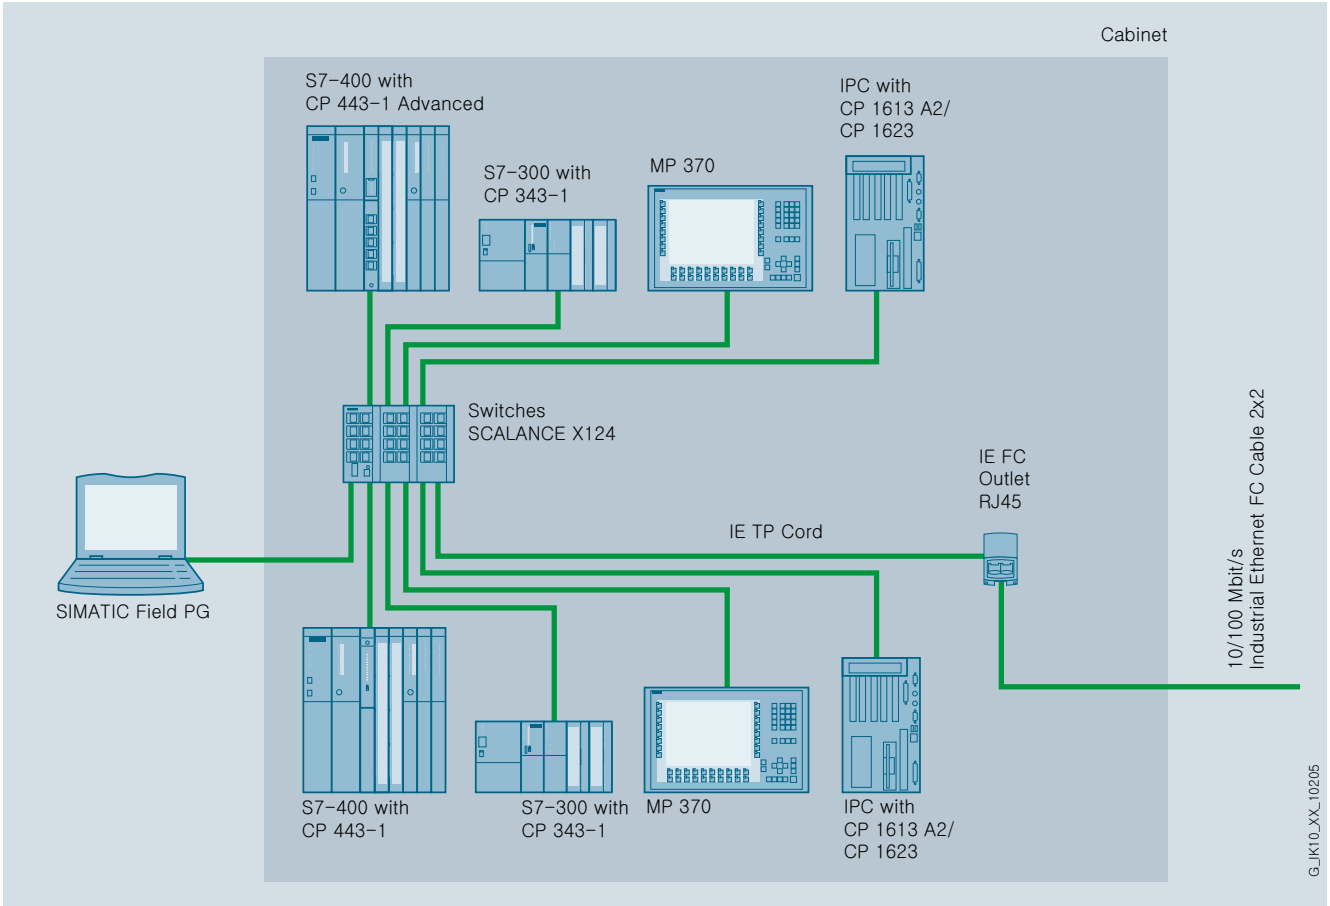 Cabinet
S7-400 with
CP 443-1 Advanced
S7-300 with
CP 343-1
MP 370
IPC with
CP 1613 A2/
CP 1623
Switches
SCALANCE X124
IE FC
Outlet
RJ45
IE TP Cord
10/100 Mbit/s
Industrial Ethernet FC Cable 2x2
SIMATIC Field PG
S7-400 with
CP 443-1
S7-300 with
CP 343-1
MP 370
IPC with
CP 1613 A2/
CP 1623
G_IK10_XX_10205